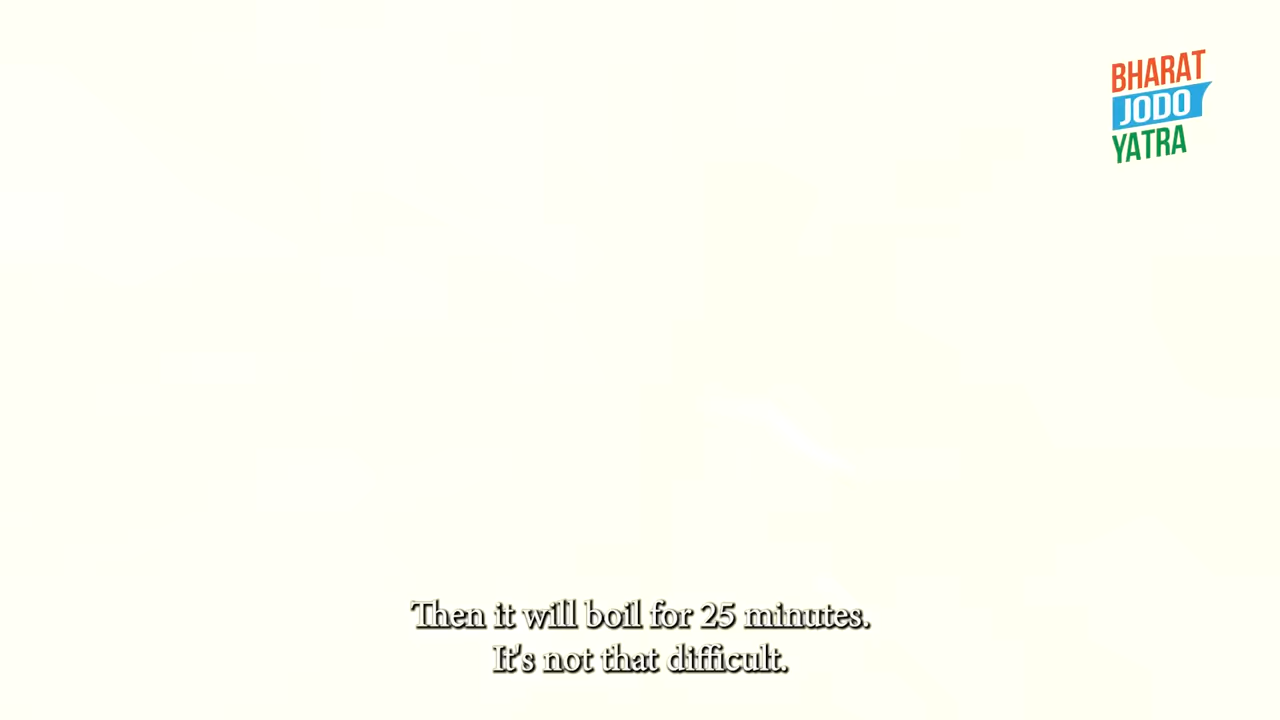 BHARAT
JODO
YATRA
Then it will boil for 25 minutes.
It's not that difficult.